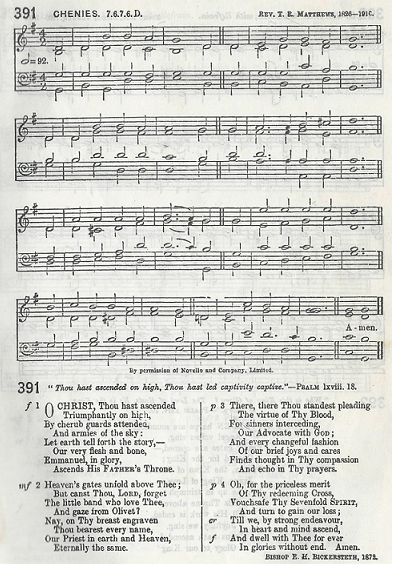 391 CHENIES. 7.6.7.6. D. REV. T. R. MATTHEWS, 1826—1910.
=92.
A - men.
By permission of Novello and Company, Limited.
391 "Thou hast ascended on high, Thou hast led captivity captive."—PSALM lxviii. 18.
f 1 O CHRIST, Thou hast ascended
Triumphantly on high,
By cherub guards attended,
And armies of the sky:
Let earth tell forth the story,—
Our very flesh and bone,
Emmanuel, in glory,
Ascends His FATHER'S Throne.
mf 2 Heaven's gates unfold above Thee;
But canst Thou, LORD, forget
The little band who love Thee,
And gaze from Olivet?
Nay, on Thy breast engraven
Thou bearest every name,
Our Priest in earth and Heaven,
Eternally the same.
p 3 There, there Thou standest pleading
The virtue of Thy Blood,
For sinners interceding,
Our Advocate with GOD;
And every changeful fashion
Of our brief joys and cares
Finds thought in Thy compassion
And echo in Thy prayers.
p 4 Oh, for the priceless merit
Of Thy redeeming Cross,
Vouchsafe Thy Sevenfold SPIRIT,
And turn to gain our loss;
cr Till we, by strong endeavour,
In heart and mind ascend,
f And dwell with Thee for ever
In glories without end. Amen.
BISHOP E. H. BICKERSTETH, 1872.